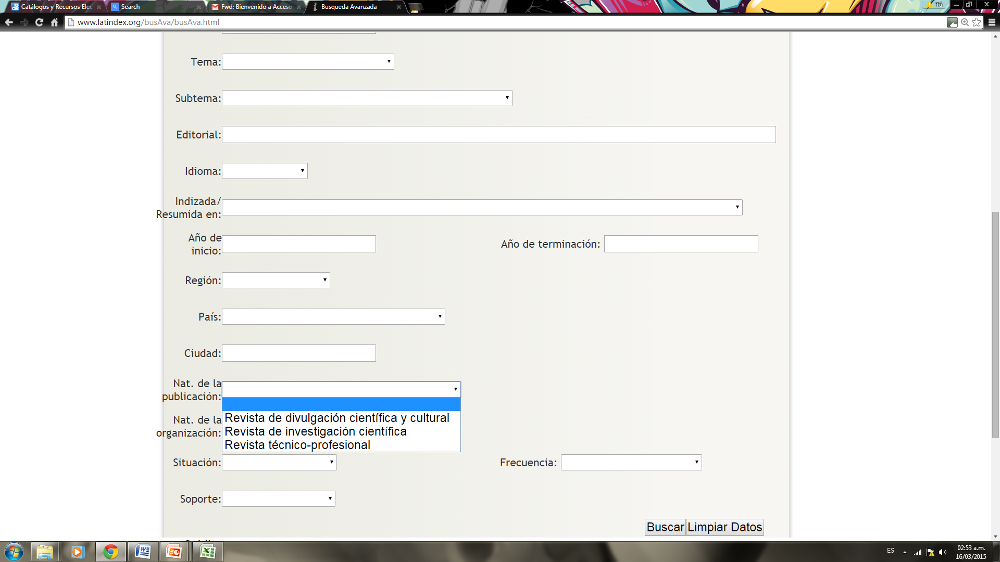 Catálogos y Recursos Elec
Search
Fwd: Bienvenido a Acceso
Busqueda Avanzada
Tú
www.latindex.org/busAva/busAva.html
Tema:
Subtema:
Editorial:
Idioma:
Indizada/
Resumida en:
Año de
inicio:
Año de terminación:
Región:
País:
Ciudad:
Nat. de la
publicación:
Revista de divulgación científica y cultural
Revista de investigación científica
Revista técnico-profesional
Nat. de la
organización:
Situación:
Frecuencia:
Soporte:
Buscar
Limpiar Datos
ES
02:53 a.m.
16/03/2015